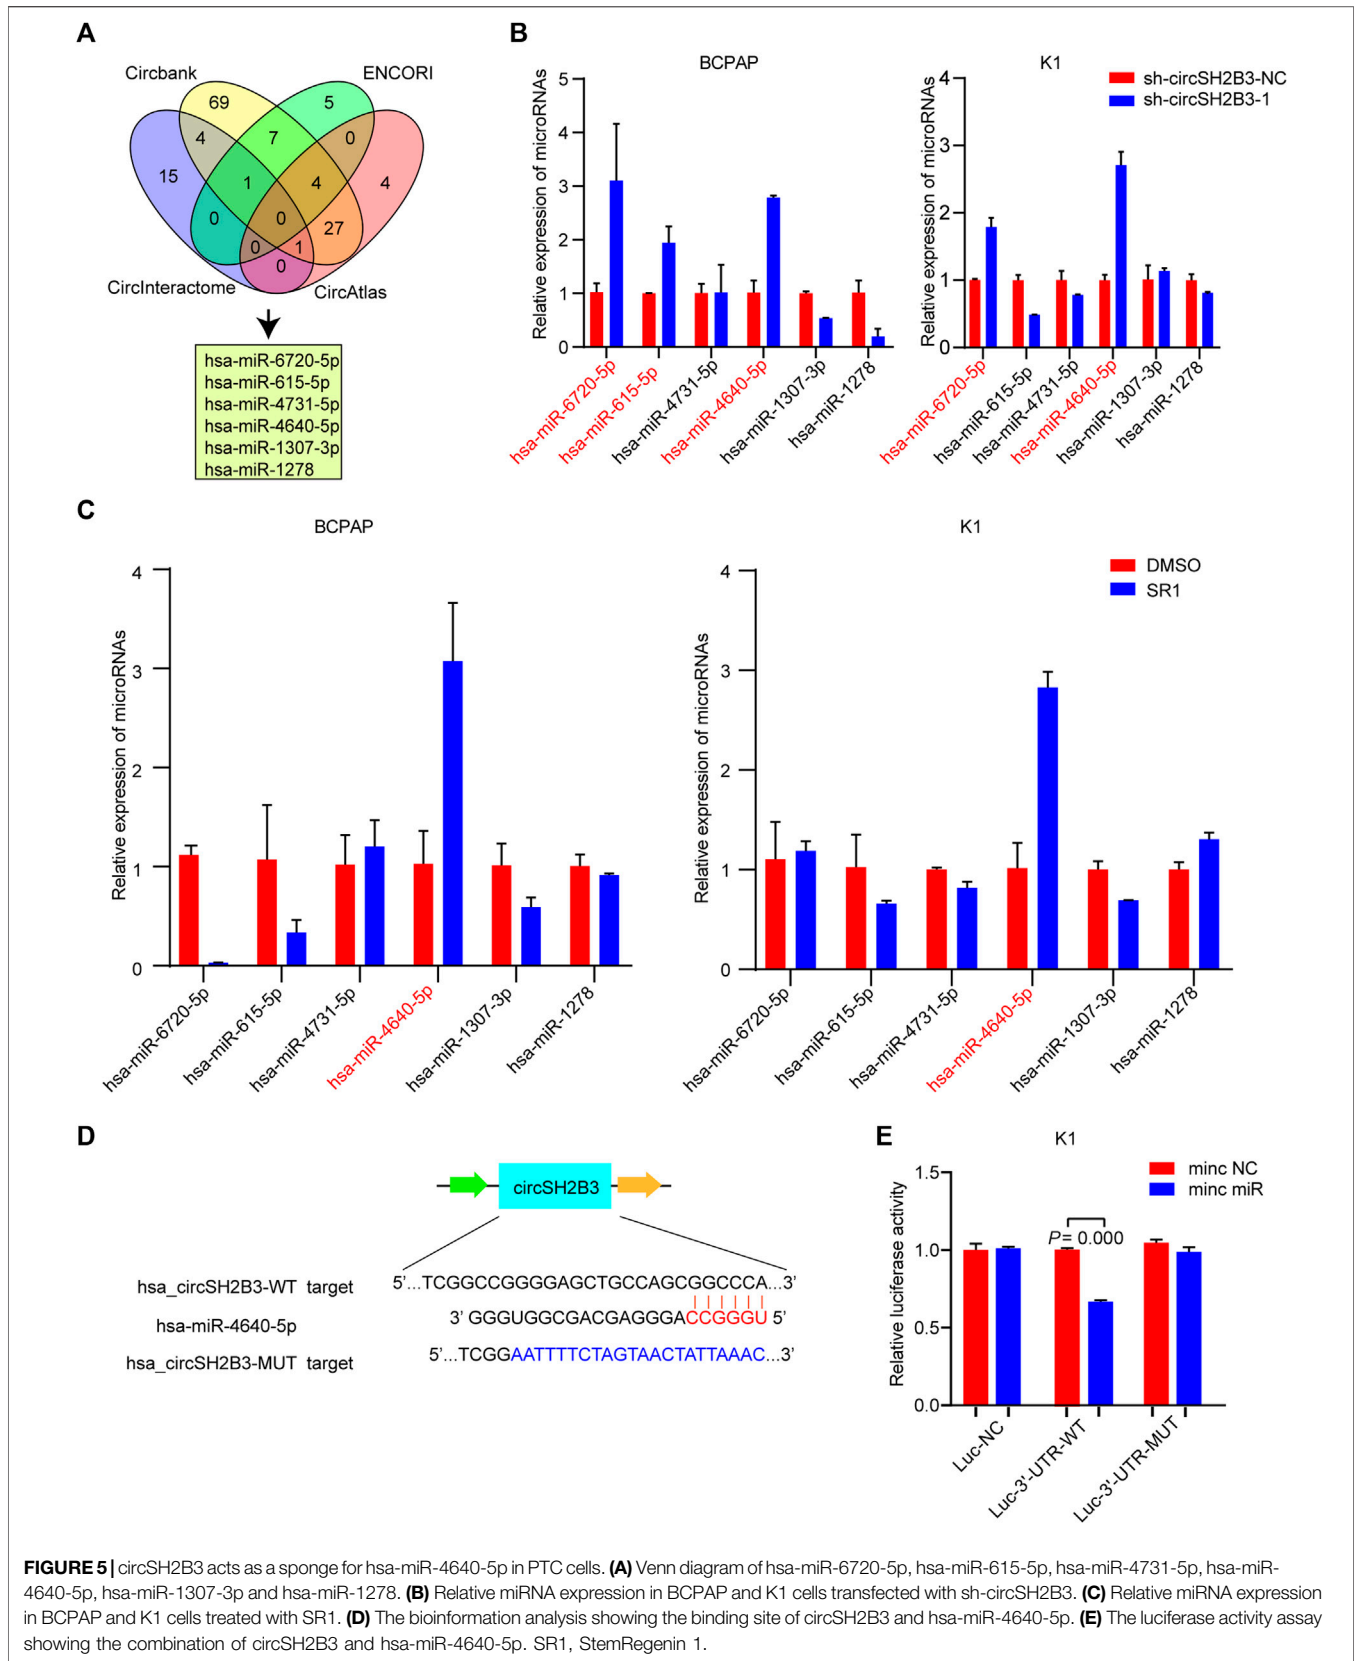 A
Circbank
ENCORI
69
5
4
7
0
15
1
4
4
0
0
27
0
1
0
CircInteractome
CircAtlas
hsa-miR-6720-5p
hsa-miR-615-5p
hsa-miR-4731-5p
hsa-miR-4640-5p
hsa-miR-1307-3p
hsa-miR-1278
B
BCPAP
Relative expression of microRNAs
5
4
3
2
1
0
hsa-miR-6720-5p
hsa-miR-615-5p
hsa-miR-4731-5p
hsa-miR-4640-5p
hsa-miR-1307-3p
hsa-miR-1278
K1
sh-circSH2B3-NC
sh-circSH2B3-1
Relative expression of microRNAs
4
3
2
1
0
hsa-miR-6720-5p
hsa-miR-615-5p
hsa-miR-4731-5p
hsa-miR-4640-5p
hsa-miR-1307-3p
hsa-miR-1278
C
BCPAP
Relative expression of microRNAs
4
3
2
1
0
hsa-miR-6720-5p
hsa-miR-615-5p
hsa-miR-4731-5p
hsa-miR-4640-5p
hsa-miR-1307-3p
hsa-miR-1278
K1
DMSO
SR1
Relative expression of microRNAs
4
3
2
1
0
hsa-miR-6720-5p
hsa-miR-615-5p
hsa-miR-4731-5p
hsa-miR-4640-5p
hsa-miR-1307-3p
hsa-miR-1278
D
circSH2B3
hsa_circSH2B3-WT target 5'...TCGGCCGGGGAGCTGCCAGCGGCCCA...3'
hsa-miR-4640-5p 3' GGGUGGCGACGAGGGACCGGGU 5'
hsa_circSH2B3-MUT target 5'...TCGGAATTTTCTAGTAACTATTAAAC...3'
E
K1
minc NC
minc miR
Relative luciferase activity
1.5
1.0
0.5
0.0
P= 0.000
Luc-NC
Luc-3'-UTR-WT
Luc-3'-UTR-MUT
FIGURE 5 | circSH2B3 acts as a sponge for hsa-miR-4640-5p in PTC cells. (A) Venn diagram of hsa-miR-6720-5p, hsa-miR-615-5p, hsa-miR-4731-5p, hsa-miR-
4640-5p, hsa-miR-1307-3p and hsa-miR-1278. (B) Relative miRNA expression in BCPAP and K1 cells transfected with sh-circSH2B3. (C) Relative miRNA expression
in BCPAP and K1 cells treated with SR1. (D) The bioinformation analysis showing the binding site of circSH2B3 and hsa-miR-4640-5p. (E) The luciferase activity assay
showing the combination of circSH2B3 and hsa-miR-4640-5p. SR1, StemRegenin 1.